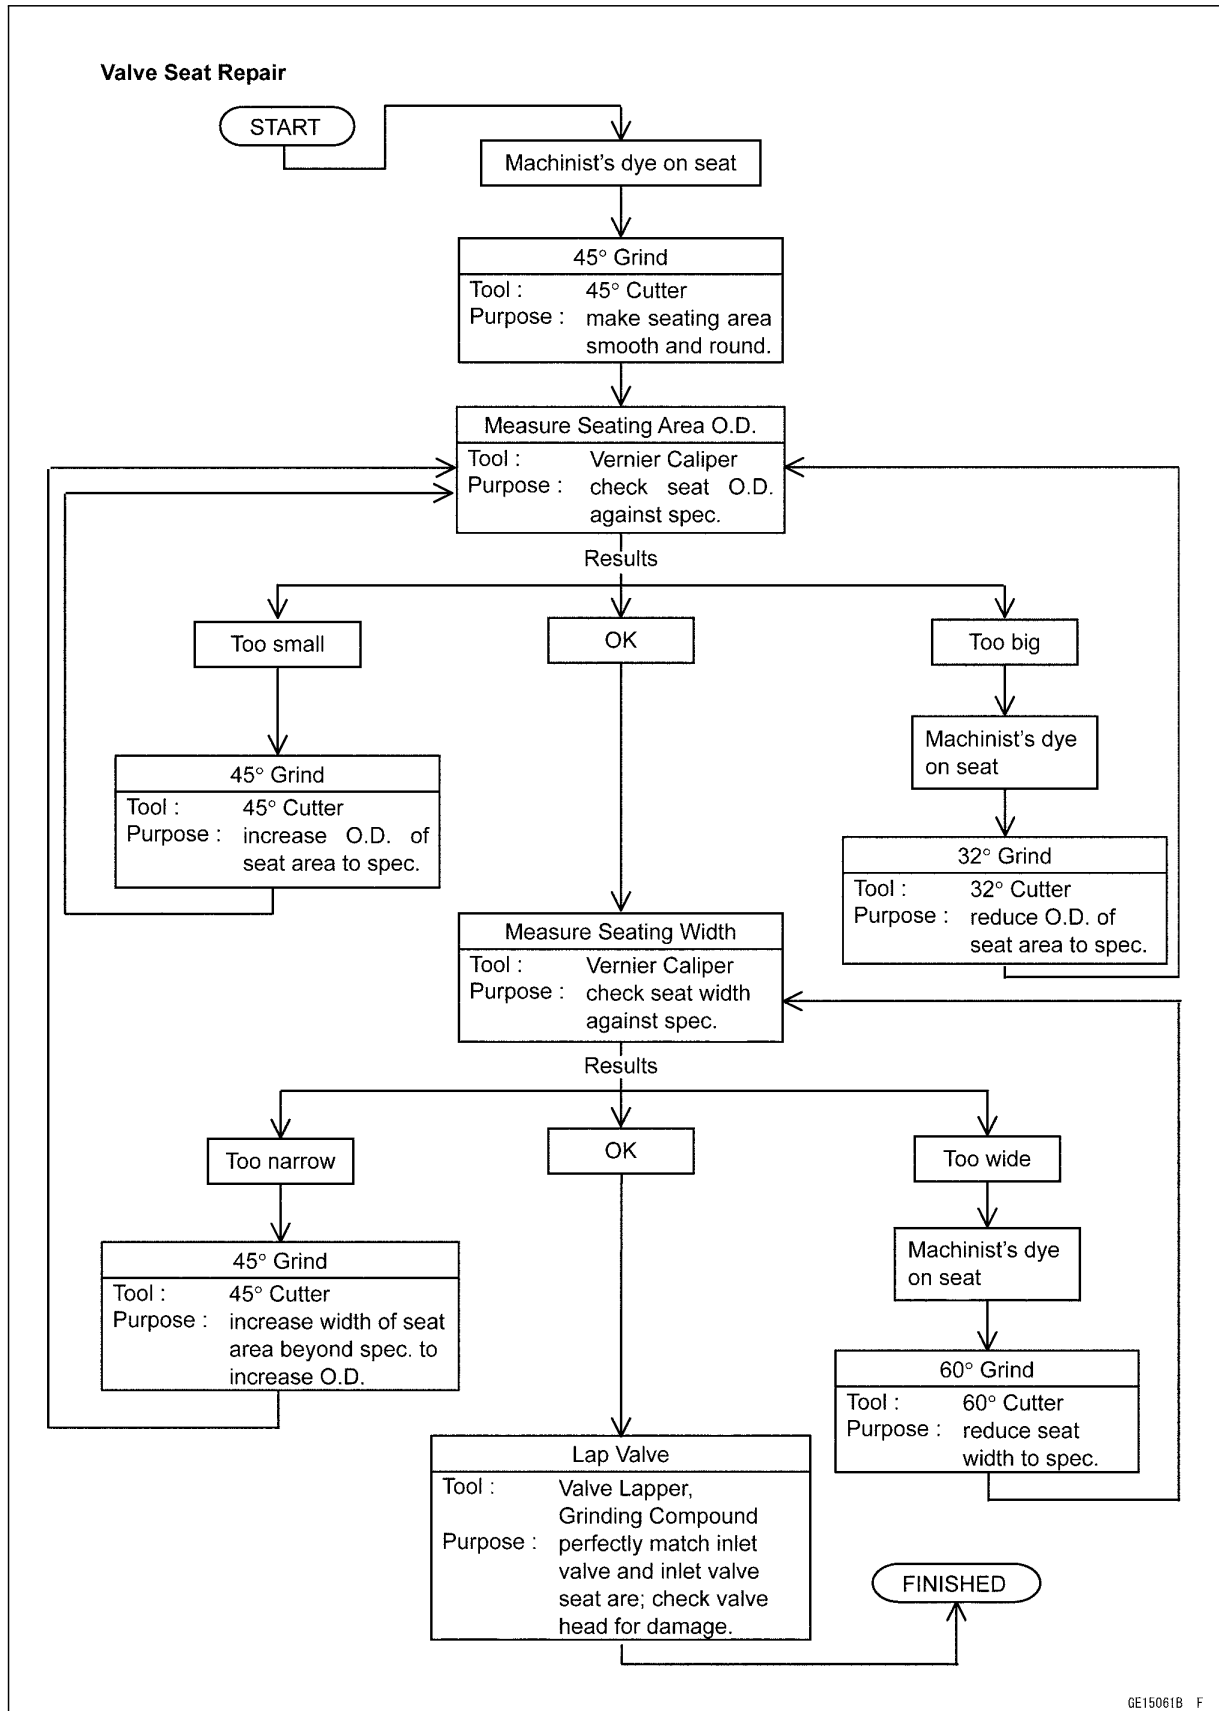 Valve Seat Repair
START
Machinist's dye on seat
45° Grind
Tool : 45° Cutter
Purpose : make seating area
smooth and round.
Measure Seating Area O.D.
Tool : Vernier Caliper
Purpose : check seat O.D.
against spec.
Results
Too small
OK
Too big
Machinist's dye
on seat
45° Grind
Tool : 45° Cutter
Purpose : increase O.D. of
seat area to spec.
32° Grind
Tool : 32° Cutter
Purpose : reduce O.D. of
seat area to spec.
Measure Seating Width
Tool : Vernier Caliper
Purpose : check seat width
against spec.
Results
Too narrow
OK
Too wide
Machinist's dye
on seat
45° Grind
Tool : 45° Cutter
Purpose : increase width of seat
area beyond spec. to
increase O.D.
60° Grind
Tool : 60° Cutter
Purpose : reduce seat
width to spec.
Lap Valve
Tool : Valve Lapper,
Grinding Compound
Purpose : perfectly match inlet
valve and inlet valve
seat are; check valve
head for damage.
FINISHED
GE15061B F